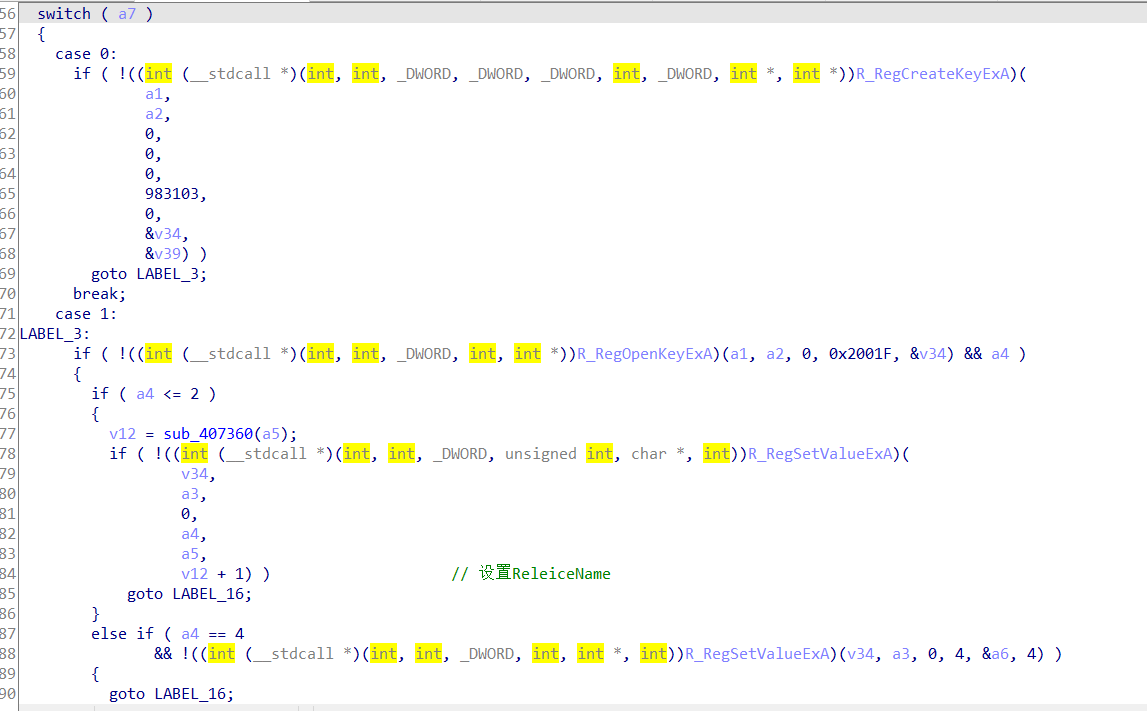 56 switch ( a7 )
57 {
58 case 0:
59 if ( !((int (__stdcall *)(int, int, _DWORD, _DWORD, _DWORD, int, _DWORD, int *, int *))R_RegCreateKeyExA)(
60 a1,
61 a2,
62 0,
63 0,
64 0,
65 983103,
66 0,
67 &v34,
68 &v39) )
69 goto LABEL_3;
70 break;
71 case 1:
72 LABEL_3:
73 if ( !((int (__stdcall *)(int, int, _DWORD, int, int *))R_RegOpenKeyExA)(a1, a2, 0, 0x2001F, &v34) && a4 )
74 {
75 if ( a4 <= 2 )
76 {
77 v12 = sub_407360(a5);
78 if ( !((int (__stdcall *)(int, int, _DWORD, unsigned int, char *, int))R_RegSetValueExA)(
79 v34,
80 a3,
81 0,
82 a4,
83 a5,
84 v12 + 1) ) // 设置ReleiceName
85 goto LABEL_16;
86 }
87 else if ( a4 == 4
88 && !((int (__stdcall *)(int, int, _DWORD, int, int *, int))R_RegSetValueExA)(v34, a3, 0, 4, &a6, 4) )
89 {
90 goto LABEL_16;